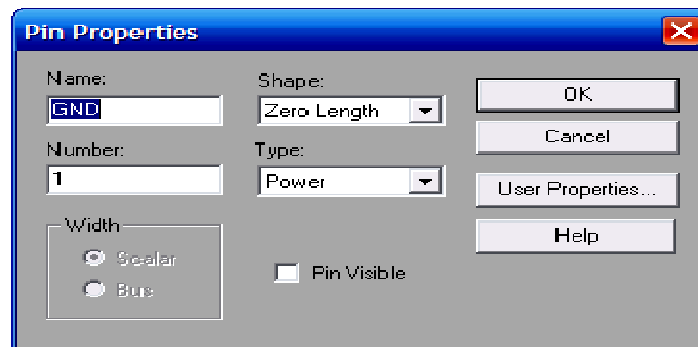 Pin Properties
Name:
GND
Shape:
Zero Length
OK
Cancel
Number:
1
Type:
Power
User Properties...
Help
Width
Scalar
Bus
Pin Visible